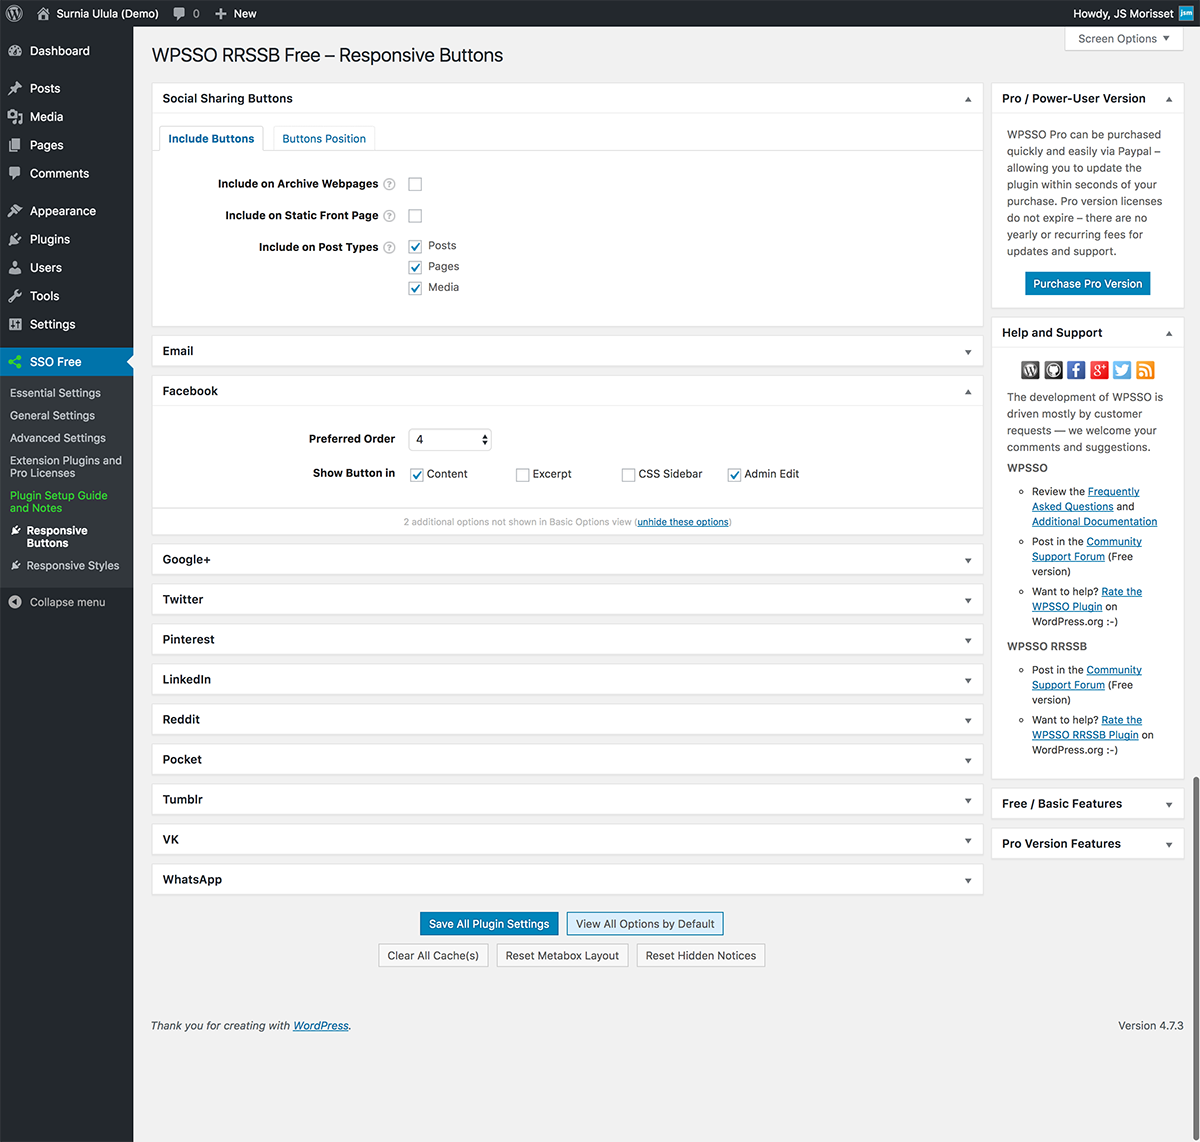 Surnia Ulula (Demo)
0
New
Howdy, JS Morisset
jsm
Screen Options
Dashboard
Posts
Media
Pages
Comments
Appearance
Plugins
Users
Tools
Settings
SSO Free
Essential Settings
General Settings
Advanced Settings
Extension Plugins and
Pro Licenses
Plugin Setup Guide
and Notes
Responsive
Buttons
Responsive Styles
Collapse menu
WPSSO RRSSB Free – Responsive Buttons
Social Sharing Buttons
Include Buttons
Buttons Position
Include on Archive Webpages ?
Include on Static Front Page ?
Include on Post Types ?
Posts
Pages
Media
Email
Facebook
Preferred Order
4
Show Button in
Content
Excerpt
CSS Sidebar
Admin Edit
2 additional options not shown in Basic Options view (unhide these options)
Google+
Twitter
Pinterest
LinkedIn
Reddit
Pocket
Tumblr
VK
WhatsApp
Save All Plugin Settings
View All Options by Default
Clear All Cache(s)
Reset Metabox Layout
Reset Hidden Notices
Pro / Power-User Version
WPSSO Pro can be purchased
quickly and easily via Paypal –
allowing you to update the
plugin within seconds of your
purchase. Pro version licenses
do not expire – there are no
yearly or recurring fees for
updates and support.
Purchase Pro Version
Help and Support
The development of WPSSO is
driven mostly by customer
requests — we welcome your
comments and suggestions.
WPSSO
Review the Frequently
Asked Questions and
Additional Documentation
Post in the Community
Support Forum (Free
version)
Want to help? Rate the
WPSSO Plugin on
WordPress.org :-)
WPSSO RRSSB
Post in the Community
Support Forum (Free
version)
Want to help? Rate the
WPSSO RRSSB Plugin on
WordPress.org :-)
Free / Basic Features
Pro Version Features
Thank you for creating with WordPress.
Version 4.7.3